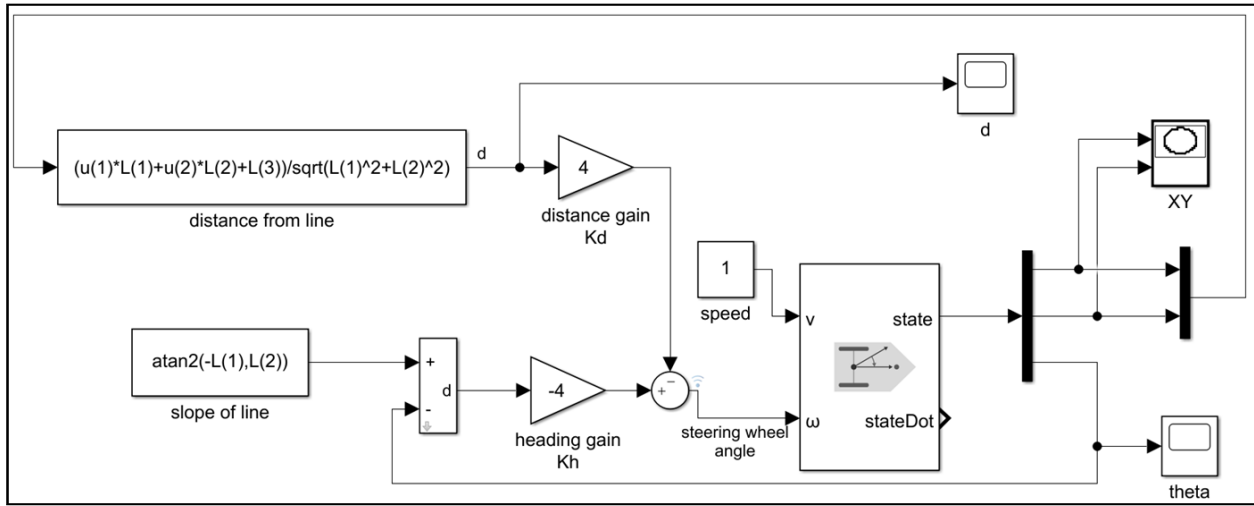 d
(u(1)*L(1)+u(2)*L(2)+L(3))/sqrt(L(1)^2+L(2)^2)
d
4
distance from line
distance gain
Kd
XY
1
speed
v
state
atan2(-L(1),L(2))
slope of line
+
-
d
-4
heading gain
Kh
+
−
steering wheel
angle
ω
stateDot
theta